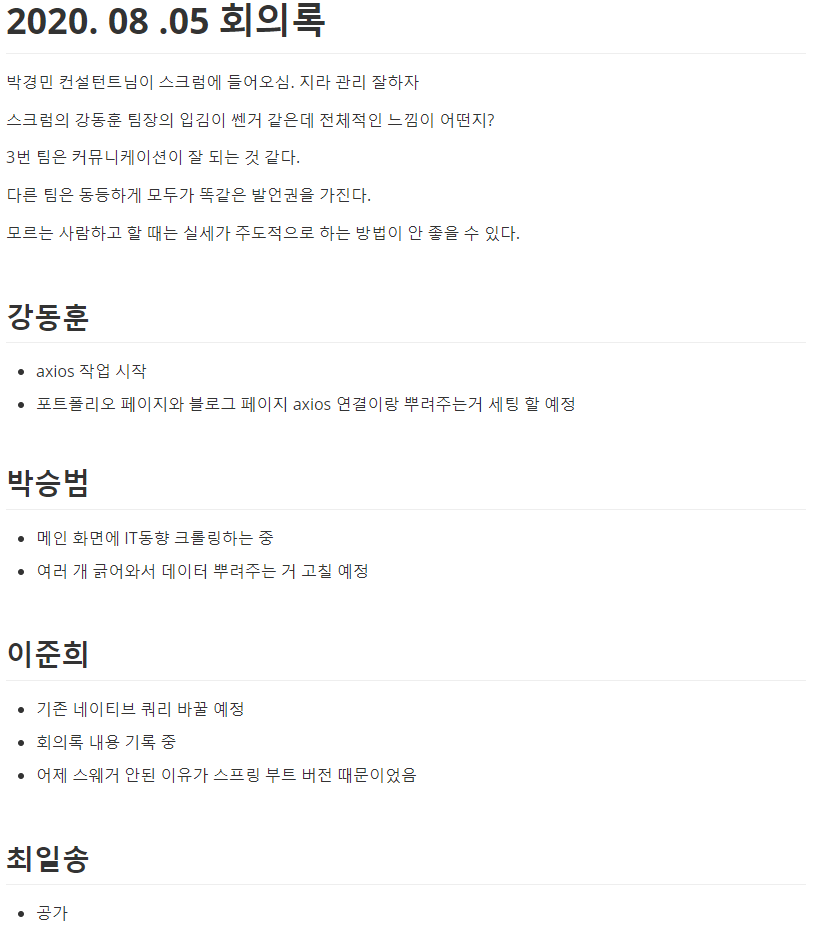 2020. 08 .05 회의록
박경민 컨설턴트님이 스크럼에 들어오심. 지라 관리 잘하자
스크럼의 강동훈 팀장의 입김이 쎈거 같은데 전체적인 느낌이 어떤지?
3번 팀은 커뮤니케이션이 잘 되는 것 같다.
다른 팀은 동등하게 모두가 똑같은 발언권을 가진다.
모르는 사람하고 할 때는 실세가 주도적으로 하는 방법이 안 좋을 수 있다.
강동훈
• axios 작업 시작
• 포트폴리오 페이지와 블로그 페이지 axios 연결이랑 뿌려주는거 세팅 할 예정
박승범
• 메인 화면에 IT동향 크롤링하는 중
• 여러 개 긁어와서 데이터 뿌려주는 거 고칠 예정
이준희
• 기존 네이티브 쿼리 바꿀 예정
• 회의록 내용 기록 중
• 어제 스웨거 안된 이유가 스프링 부트 버전 때문이었음
최일송
• 공가